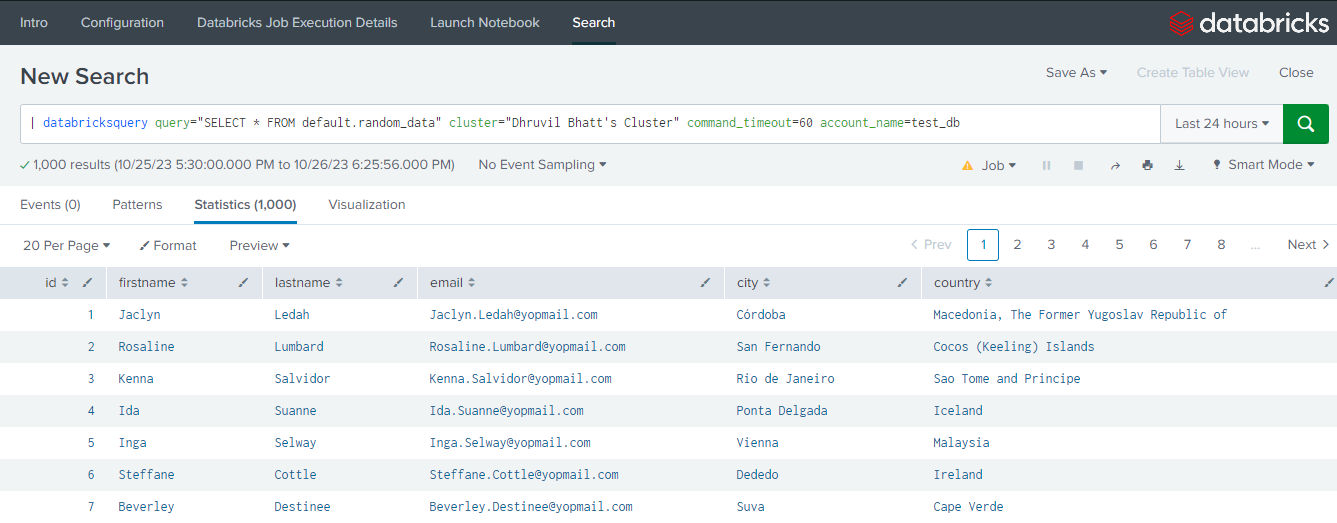 Intro Configuration Databricks Job Execution Details Launch Notebook Search databricks
New Search Save As Create Table View Close
| databricksquery query="SELECT * FROM default.random_data" cluster="Dhruvil Bhatt's Cluster" command_timeout=60 account_name=test_db Last 24 hours
1,000 results (10/25/23 5:30:00.000 PM to 10/26/23 6:25:56.000 PM) No Event Sampling Job Smart Mode
Events (0) Patterns Statistics (1,000) Visualization
20 Per Page Format Preview Prev 1 2 3 4 5 6 7 8 ... Next
id firstname lastname email city country
1 Jaclyn Ledah Jaclyn.Ledah@yopmail.com Córdoba Macedonia, The Former Yugoslav Republic of
2 Rosaline Lumbard Rosaline.Lumbard@yopmail.com San Fernando Cocos (Keeling) Islands
3 Kenna Salvidor Kenna.Salvidor@yopmail.com Rio de Janeiro Sao Tome and Principe
4 Ida Suanne Ida.Suanne@yopmail.com Ponta Delgada Iceland
5 Inga Selway Inga.Selway@yopmail.com Vienna Malaysia
6 Steffane Cottle Steffane.Cottle@yopmail.com Dededo Ireland
7 Beverley Destinee Beverley.Destinee@yopmail.com Suva Cape Verde